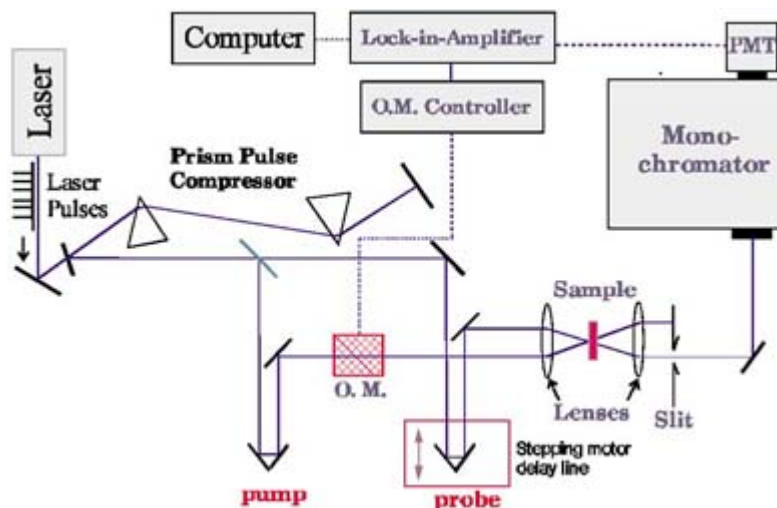 Computer
Lock-in-Amplifier
PMT
Laser
O.M. Controller
Mono-
chromator
Prism Pulse
Compressor
Laser
Pulses
Sample
O. M.
Lenses
Slit
Stepping motor
delay line
pump
probe